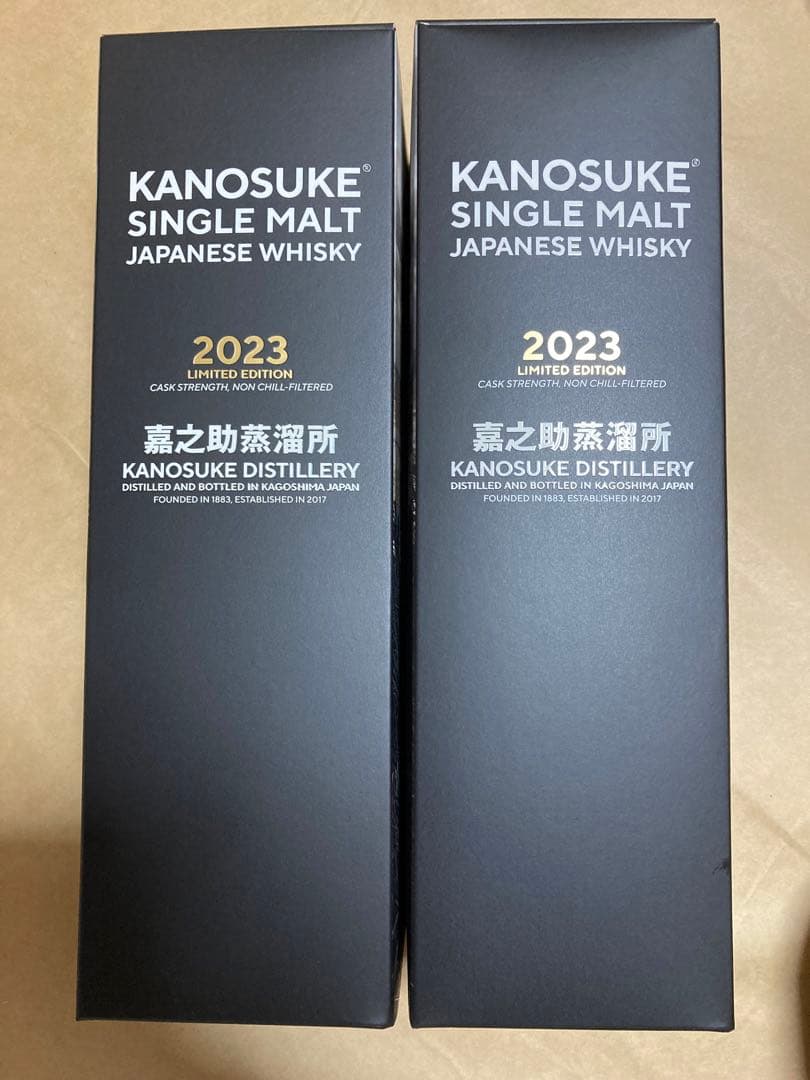 KANOSUKE®
SINGLE MALT
JAPANESE WHISKY
2023
LIMITED EDITION
CASK STRENGTH, NON CHILL-FILTERED
嘉之助蒸溜所
KANOSUKE DISTILLERY
DISTILLED AND BOTTLED IN KAGOSHIMA JAPAN
FOUNDED IN 1883, ESTABLISHED IN 2017
KANOSUKE®
SINGLE MALT
JAPANESE WHISKY
2023
LIMITED EDITION
CASK STRENGTH, NON CHILL-FILTERED
嘉之助蒸溜所
KANOSUKE DISTILLERY
DISTILLED AND BOTTLED IN KAGOSHIMA JAPAN
FOUNDED IN 1883, ESTABLISHED IN 2017